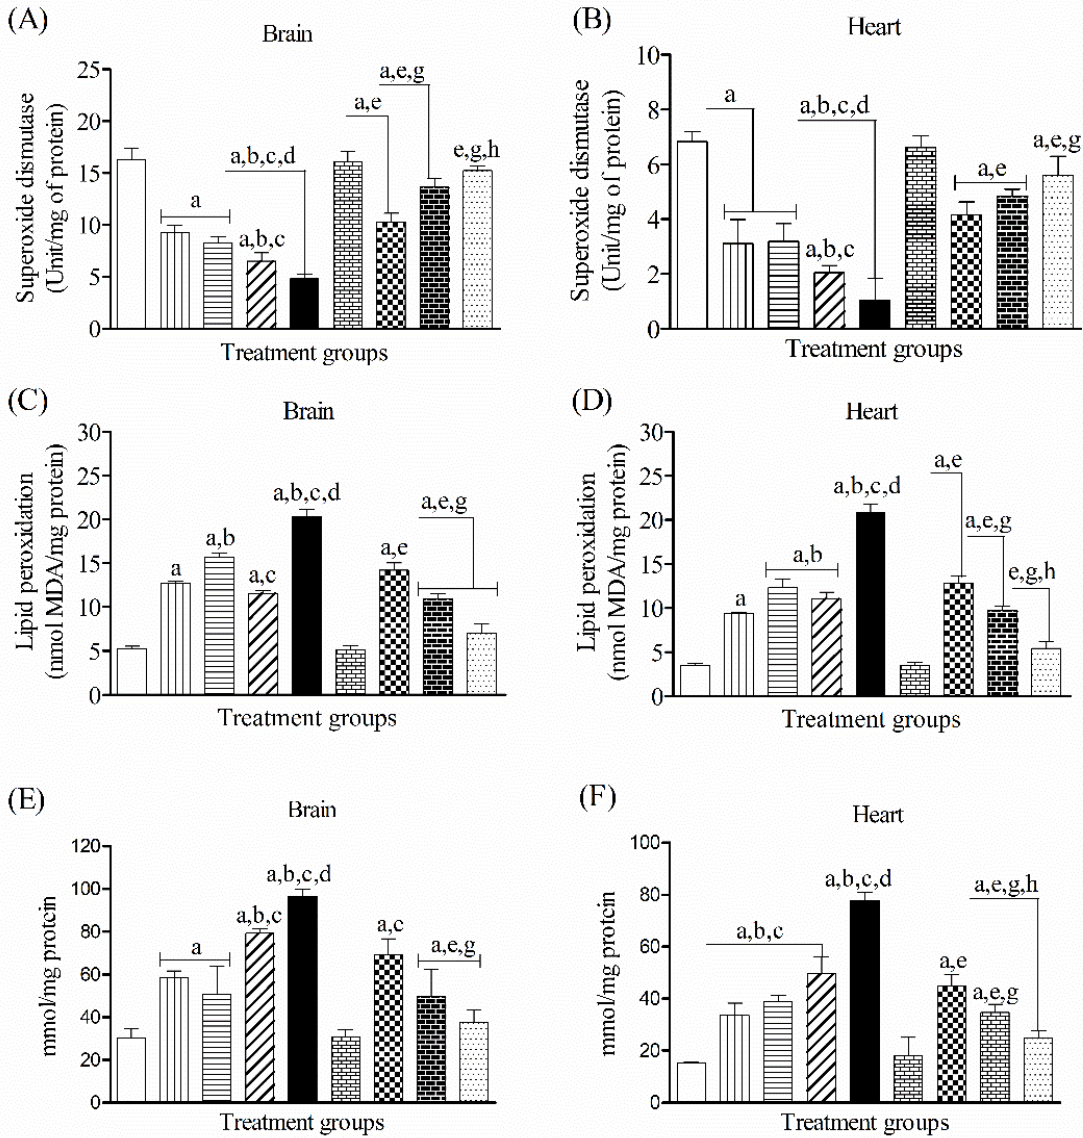 (A)
Brain
Superoxide dismutase
(Unit/mg of protein)
25
20
15
10
5
0
a
a,b,c,d
a,b,c
a,e
a,e,g
e,g,h
Treatment groups
(B)
Heart
Superoxide dismutase
(Unit/mg of protein)
10
8
6
4
2
0
a
a,b,c,d
a,b,c
a,e
a,e,g
Treatment groups
(C)
Brain
Lipid peroxidation
(nmol MDA/mg protein)
30
25
20
15
10
5
0
a
a,b
a,c
a,b,c,d
a,e
a,e,g
Treatment groups
(D)
Heart
Lipid peroxidation
(nmol MDA/mg protein)
30
25
20
15
10
5
0
a
a,b
a,b,c,d
a,e
a,e,g
e,g,h
Treatment groups
(E)
Brain
mmol/mg protein
120
100
80
60
40
20
0
a
a,b,c
a,b,c,d
a,c
a,e,g
Treatment groups
(F)
Heart
mmol/mg protein
100
80
60
40
20
0
a,b,c
a,b,c,d
a,e
a,e,g
a,e,g,h
Treatment groups